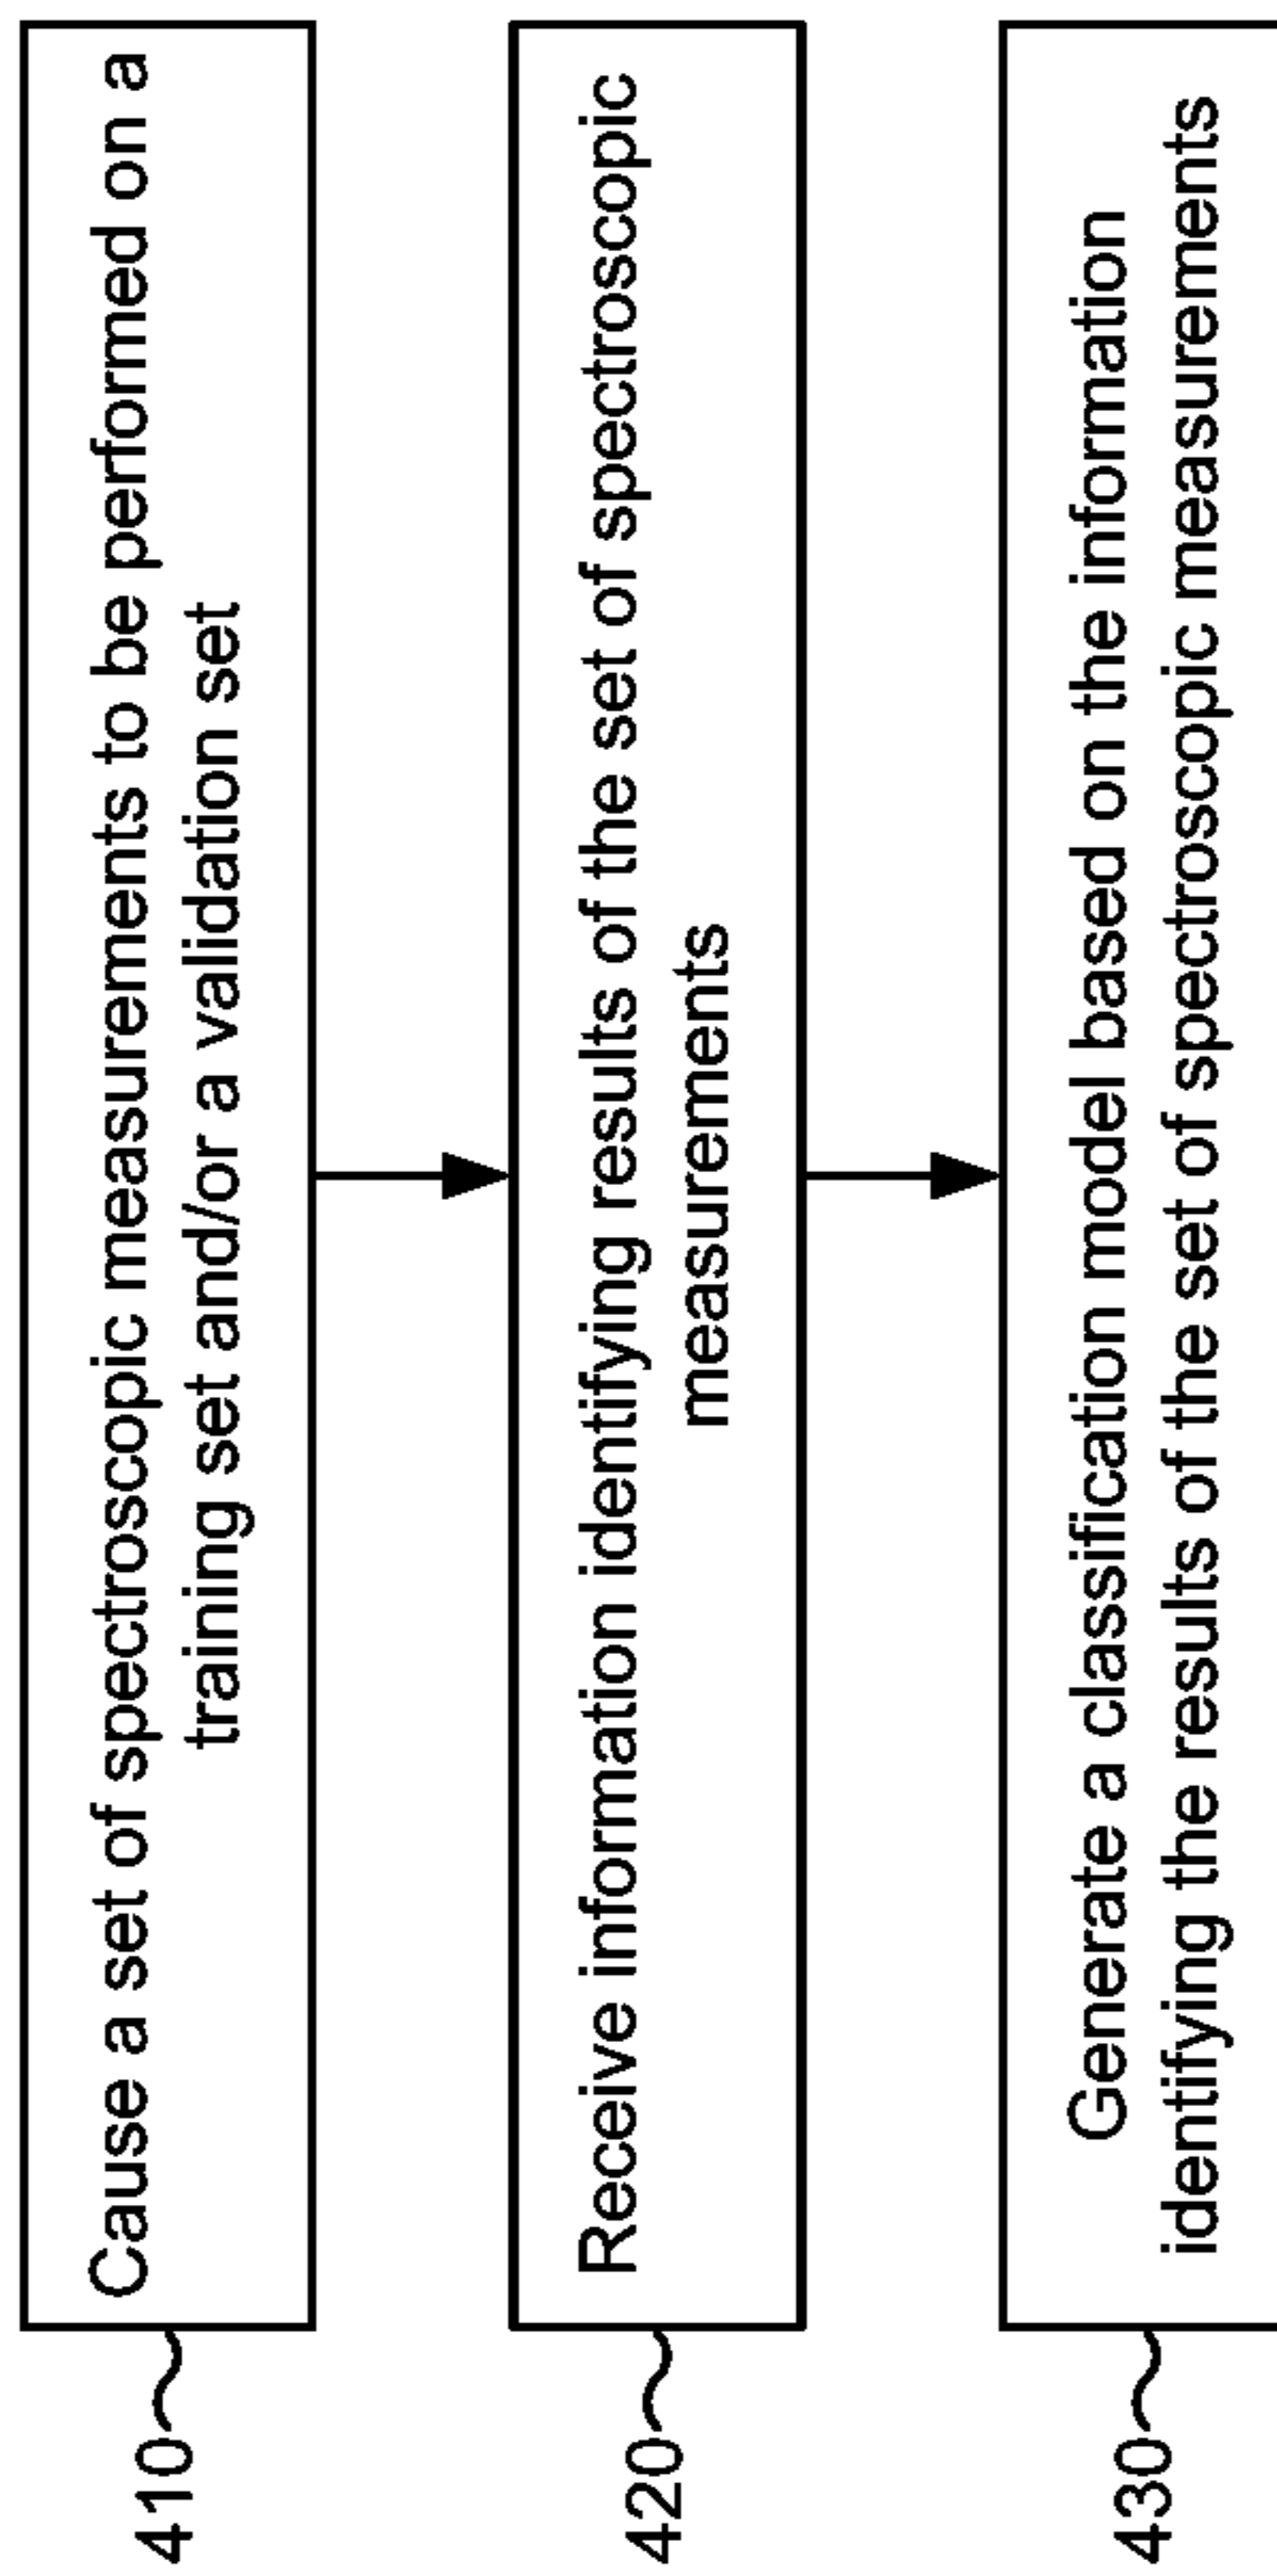 410
Cause a set of spectroscopic measurements to be performed on a
training set and/or a validation set
420
Receive information identifying results of the set of spectroscopic
measurements
430
Generate a classification model based on the information
identifying the results of the set of spectroscopic measurements